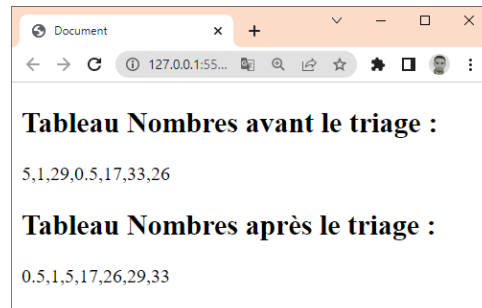 Document
127.0.0.1:55...
Tableau Nombres avant le triage :
5,1,29,0.5,17,33,26
Tableau Nombres après le triage :
0.5,1,5,17,26,29,33